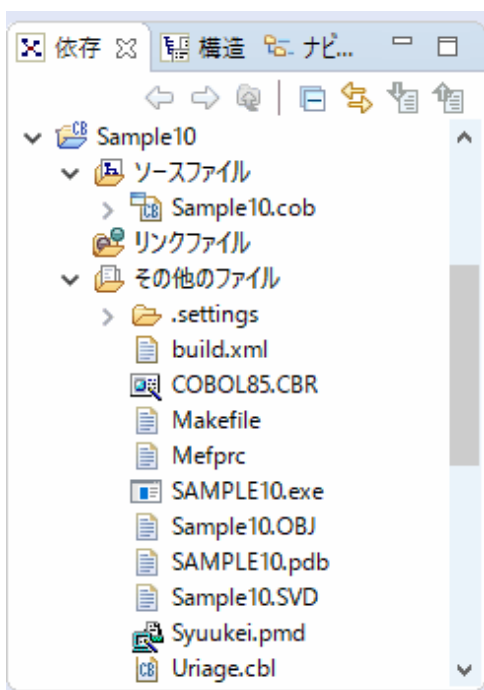 依存 構造 ナビ...
Sample10
ソースファイル
Sample10.cob
リンクファイル
その他のファイル
.settings
build.xml
COBOL85.CBR
Makefile
Mefprc
SAMPLE10.exe
Sample10.OBJ
SAMPLE10.pdb
Sample10.SVD
Syuukei.pmd
Uriage.cbl